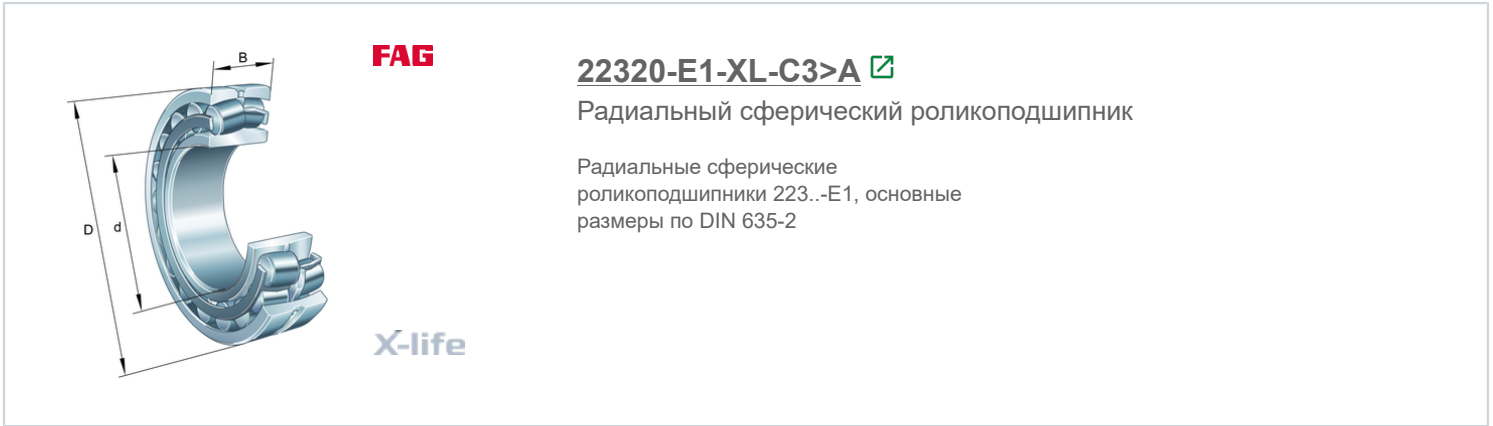 B
FAG
D
d
X-life
22320-E1-XL-C3>A
Радиальный сферический роликоподшипник
Радиальные сферические
роликоподшипники 223..-E1, основные
размеры по DIN 635-2